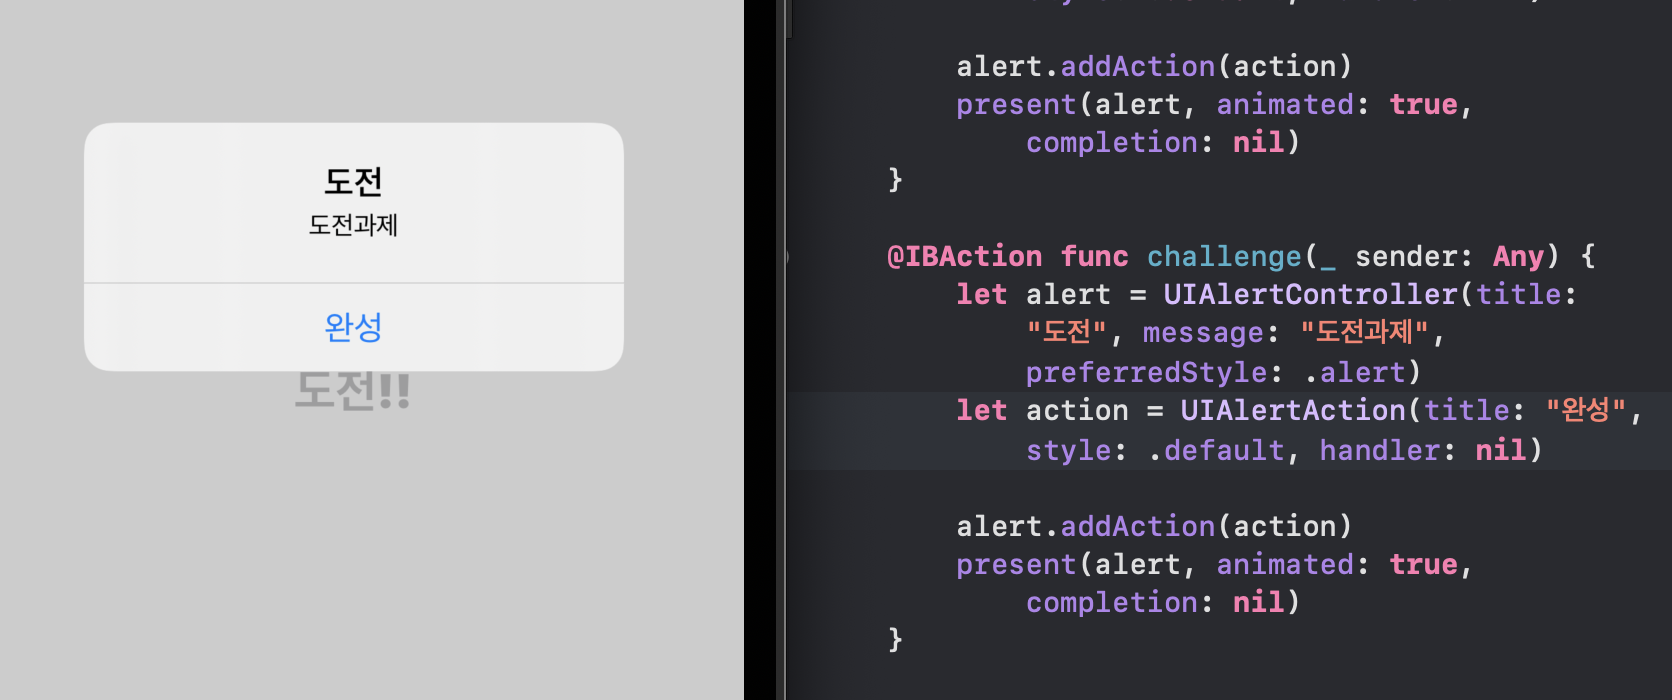 도전
도전과제
완성
도전!!
alert.addAction(action)
present(alert, animated: true,
completion: nil)
}
@IBAction func challenge(_ sender: Any) {
let alert = UIAlertController(title:
"도전", message: "도전과제",
preferredStyle: .alert)
let action = UIAlertAction(title: "완성",
style: .default, handler: nil)
alert.addAction(action)
present(alert, animated: true,
completion: nil)
}